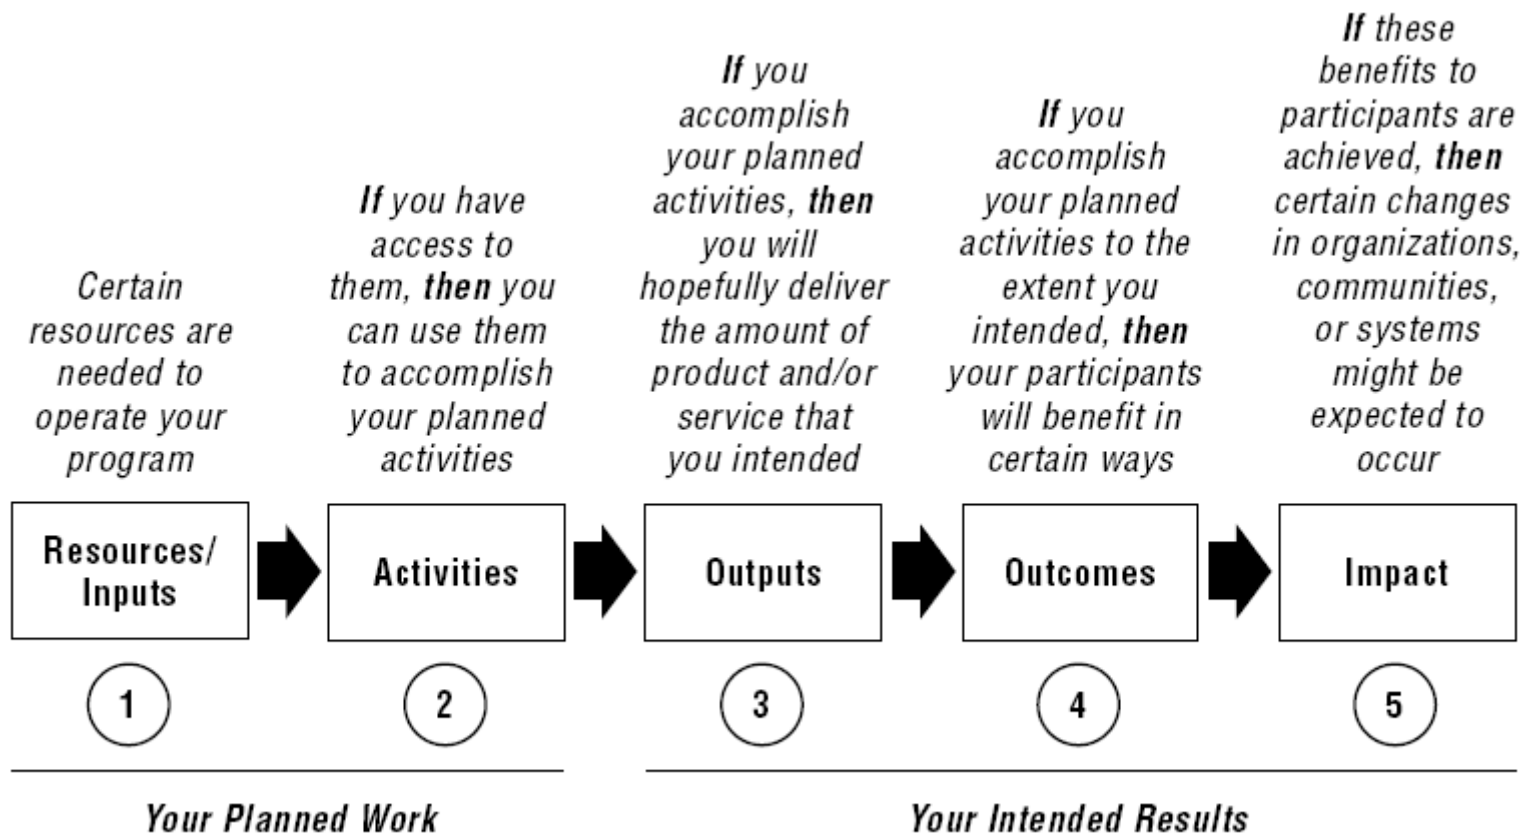 Certain
resources are
needed to
operate your
program
If you have
access to
them, then you
can use them
to accomplish
your planned
activities
If you
accomplish
your planned
activities, then
you will
hopefully deliver
the amount of
product and/or
service that
you intended
If you
accomplish
your planned
activities to the
extent you
intended, then
your participants
will benefit in
certain ways
If these
benefits to
participants are
achieved, then
certain changes
in organizations,
communities,
or systems
might be
expected to
occur
Resources/
Inputs
Activities
Outputs
Outcomes
Impact
1
2
3
4
5
Your Planned Work
Your Intended Results